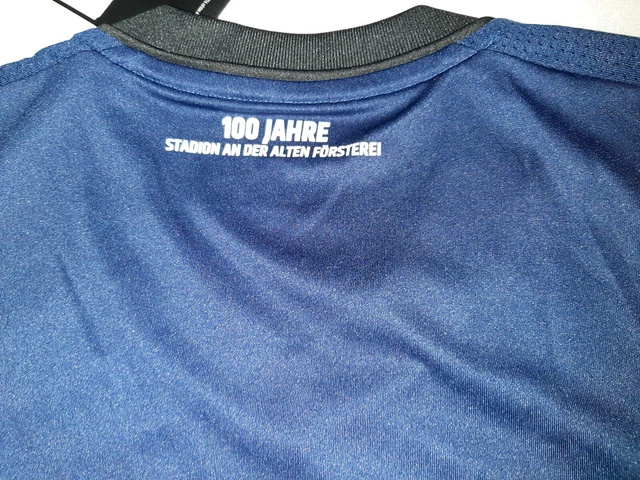 100 JAHRE
STADION AN DER ALTEN FÖRSTEREI